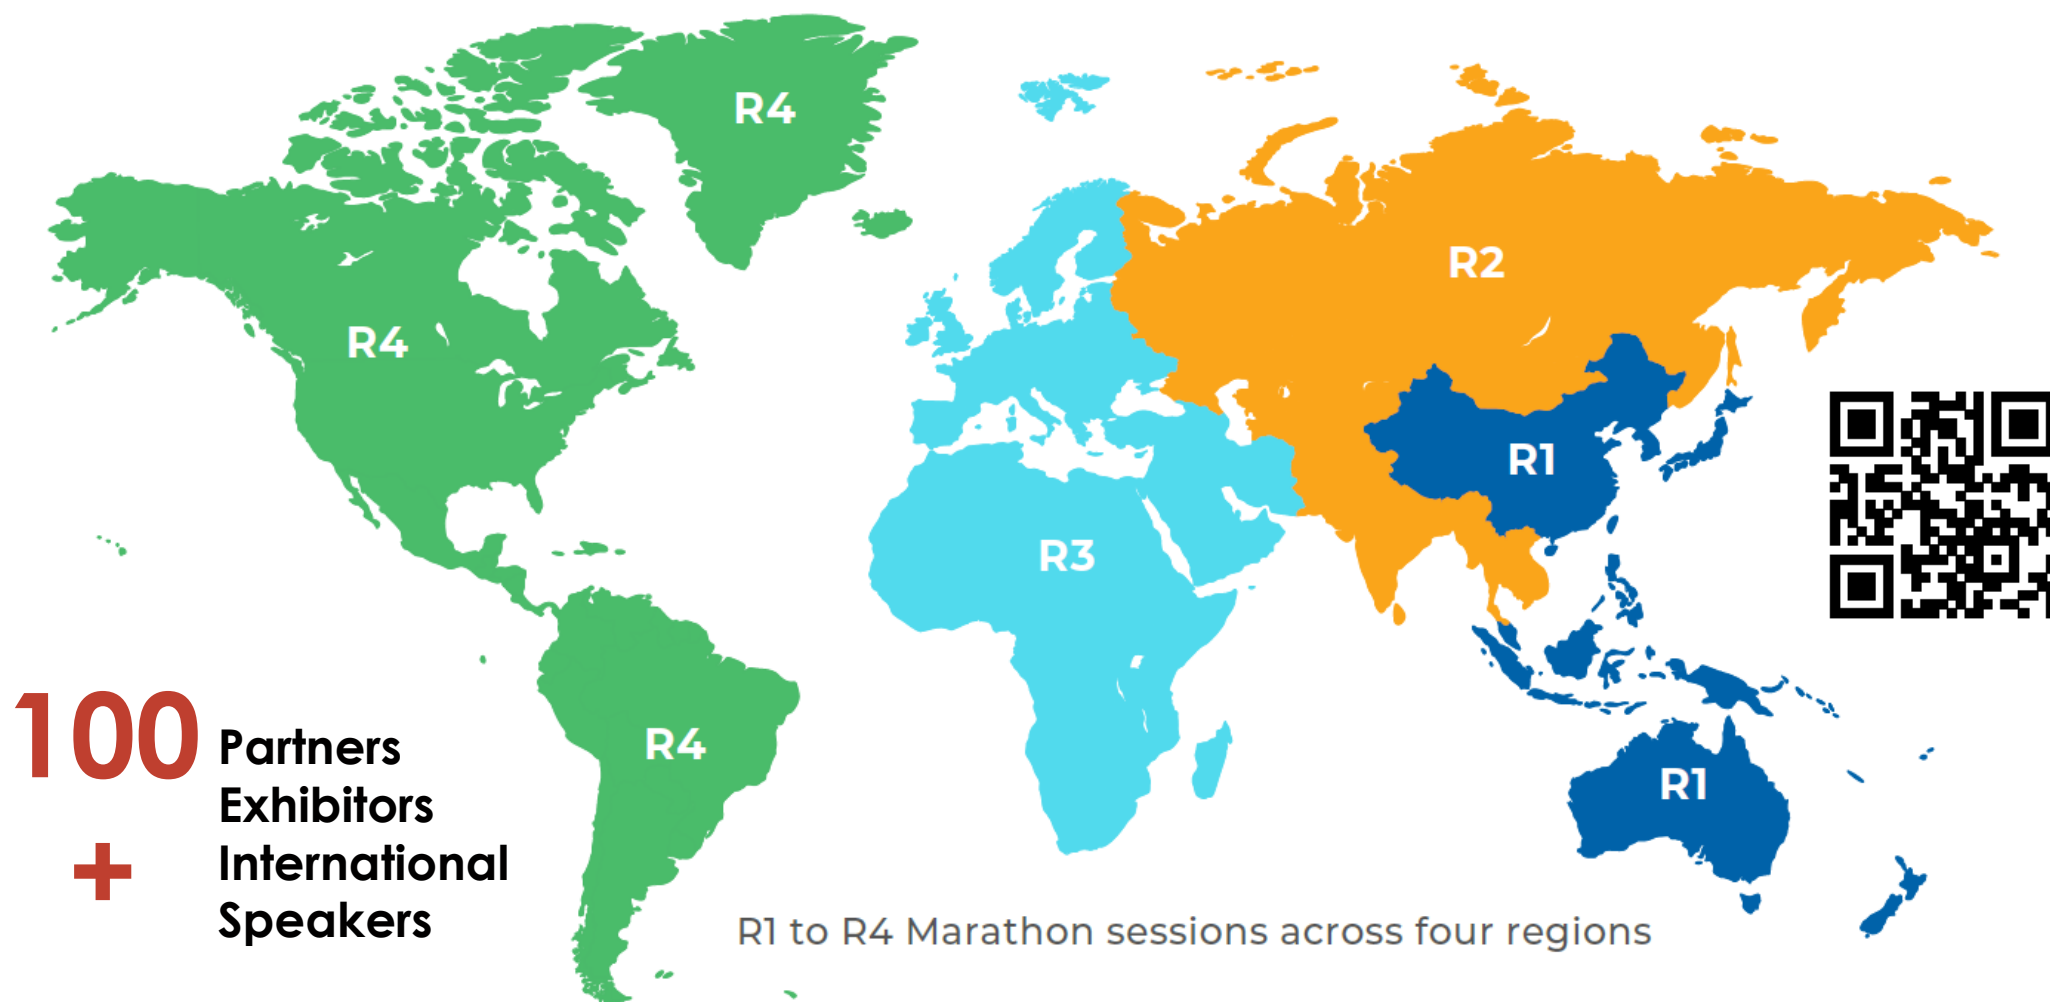 R4
R4
R2
R1
R3
R4
R1
100
+
Partners
Exhibitors
International
Speakers
R1 to R4 Marathon sessions across four regions